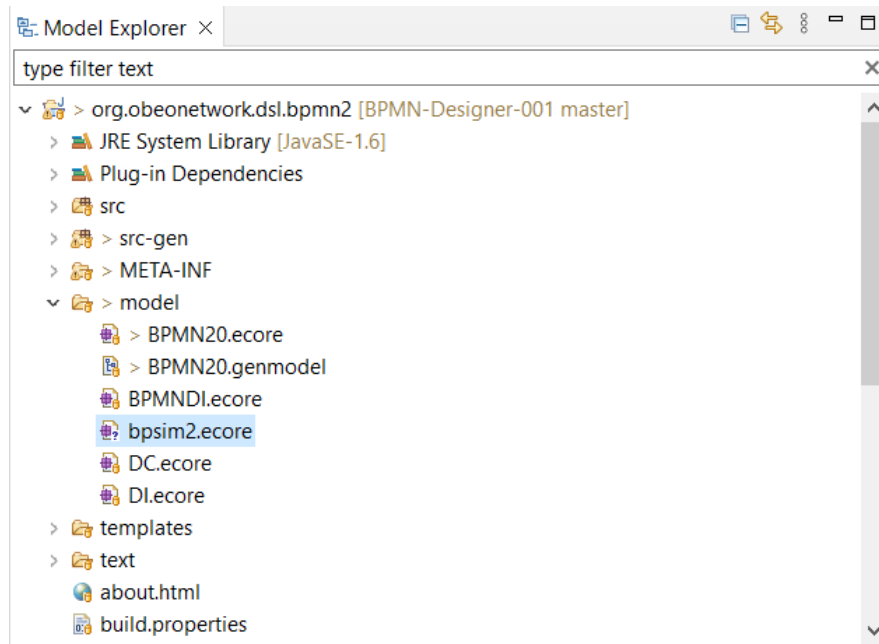 Model Explorer
type filter text
> org.obeonetwork.dsl.bpmn2 [BPMN-Designer-001 master]
JRE System Library [JavaSE-1.6]
Plug-in Dependencies
src
> src-gen
> META-INF
> model
> BPMN20.ecore
> BPMN20.genmodel
BPMNDI.ecore
bpsim2.ecore
DC.ecore
DI.ecore
templates
text
about.html
build.properties